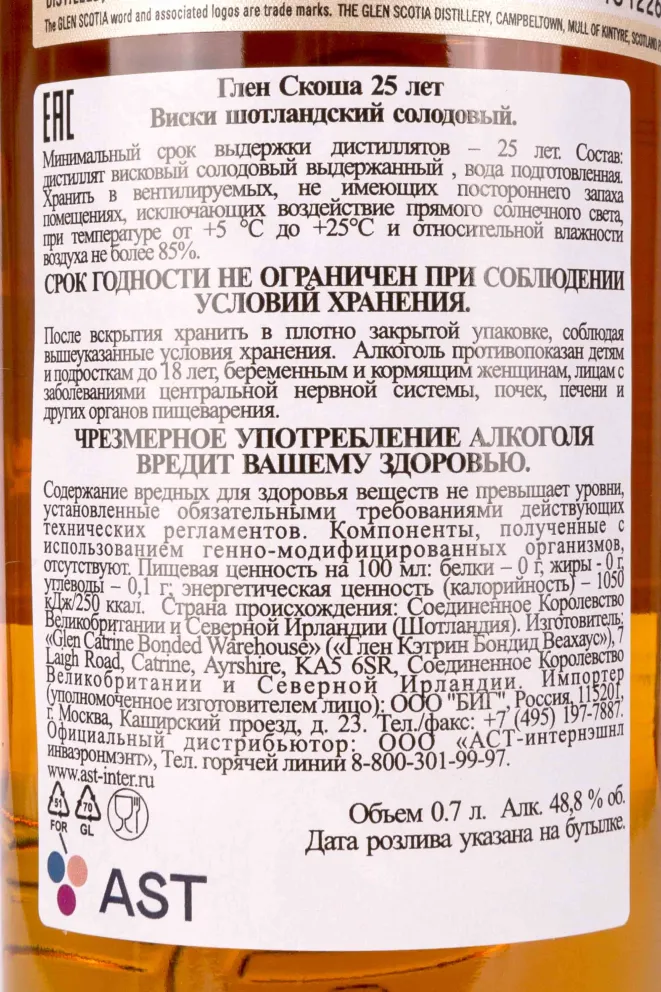 The GLEN SCOTIA word and associated logos are trade marks. THE GLEN SCOTIA DISTILLERY, CAMPBELTOWN, MULL OF KINTYRE, SCOTLAND
EAC
Глен Скоша 25 лет
Виски шотландский солодовый.
Минимальный срок выдержки дистиллятов – 25 лет. Состав:
дистиллят висковый солодовый выдержанный , вода подготовленная.
Хранить в вентилируемых, не имеющих постороннего запаха
помещениях, исключающих воздействие прямого солнечного света,
при температуре от +5 °С до +25°С и относительной влажности
воздуха не более 85%.
СРОК ГОДНОСТИ НЕ ОГРАНИЧЕН ПРИ СОБЛЮДЕНИИ
УСЛОВИЙ ХРАНЕНИЯ.
После вскрытия хранить в плотно закрытой упаковке, соблюдая
вышеуказанные условия хранения. Алкоголь противопоказан детям
и подросткам до 18 лет, беременным и кормящим женщинам, лицам с
заболеваниями центральной нервной системы, почек, печени и
других органов пищеварения.
ЧРЕЗМЕРНОЕ УПОТРЕБЛЕНИЕ АЛКОГОЛЯ
ВРЕДИТ ВАШЕМУ ЗДОРОВЬЮ.
Содержание вредных для здоровья веществ не превышает уровни,
установленные обязательными требованиями действующих
технических регламентов. Компоненты, полученные с
использованием генно-модифицированных организмов,
отсутствуют. Пищевая ценность на 100 мл: белки – 0 г, жиры - 0 г,
углеводы – 0,1 г; энергетическая ценность (калорийность) – 1050
кДж/250 ккал. Страна происхождения: Соединенное Королевство
Великобритании и Северной Ирландии (Шотландия). Изготовитель:
«Glen Catrine Bonded Warehouse» («Глен Кэтрин Бондид Веахаус»), 7
Laigh Road, Catrine, Ayrshire, KA5 6SR, Соединенное Королевство
Великобритании и Северной Ирландии. Импортер
(уполномоченное изготовителем лицо): ООО "БИГ", Россия, 115201,
г. Москва, Каширский проезд, д. 23. Тел./факс: +7 (495) 197-7887.
Официальный дистрибьютор: ООО «АСТ-интернэшнл
инваэронмэнт», Тел. горячей линии 8-800-301-99-97.
www.ast-inter.ru
51 70
FOR GL
Объем 0.7 л. Алк. 48,8 % об.
Дата розлива указана на бутылке.
AST